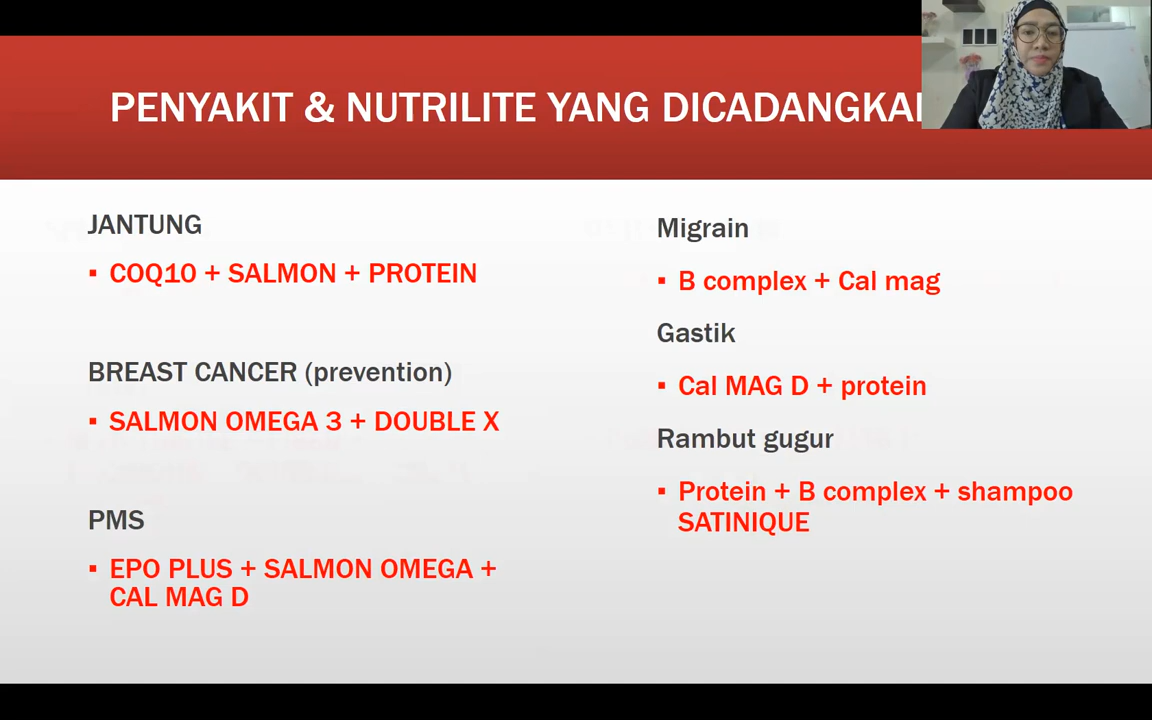 PENYAKIT & NUTRILITE YANG DICADANGKAN
JANTUNG
▪ COQ10 + SALMON + PROTEIN
BREAST CANCER (prevention)
▪ SALMON OMEGA 3 + DOUBLE X
PMS
▪ EPO PLUS + SALMON OMEGA +
CAL MAG D
Migrain
▪ B complex + Cal mag
Gastik
▪ Cal MAG D + protein
Rambut gugur
▪ Protein + B complex + shampoo
SATINIQUE